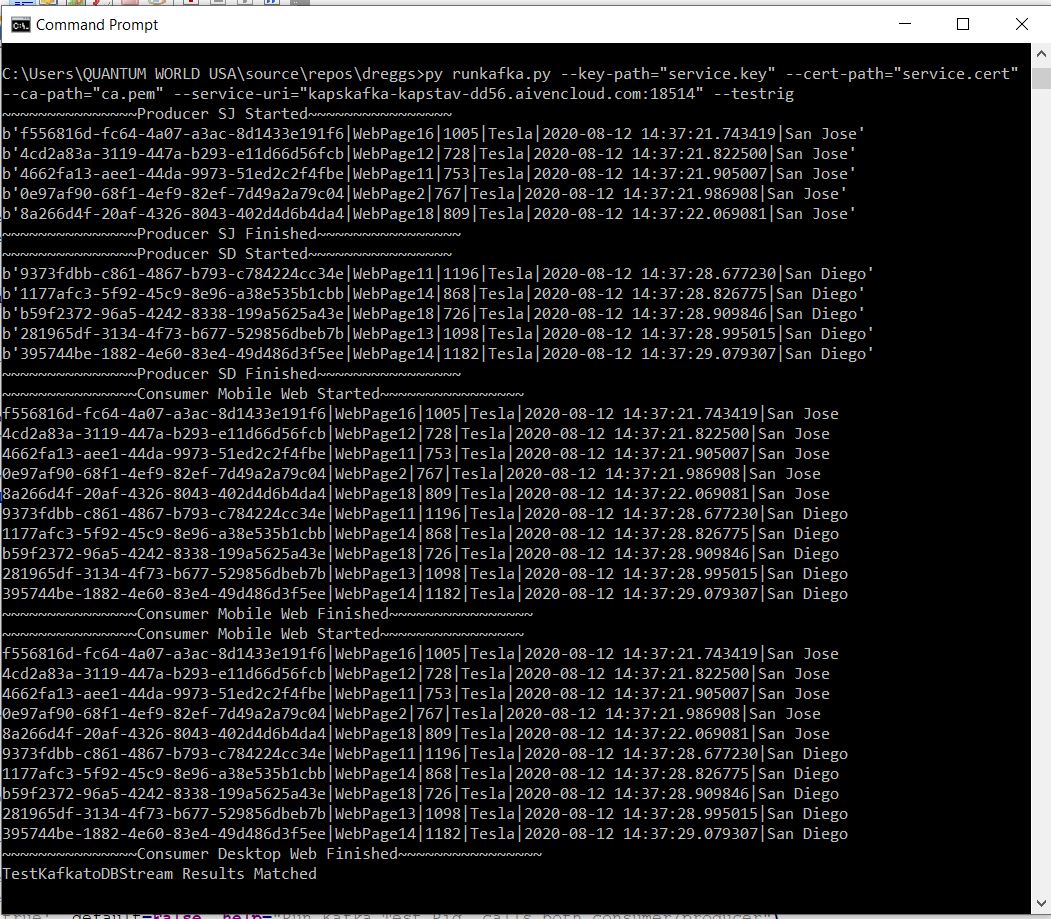 Command Prompt
C:\Users\QUANTUM WORLD USA\source\repos\dreggs>py runkafka.py --key-path="service.key" --cert-path="service.cert"
--ca-path="ca.pem" --service-uri="kapskafka-kapstav-dd56.aivencloud.com:18514" --testrig
~~~~~~~~~~~~~~~Producer SJ Started~~~~~~~~~~~~~~~~
b'f556816d-fc64-4a07-a3ac-8d1433e191f6|WebPage16|1005|Tesla|2020-08-12 14:37:21.743419|San Jose'
b'4cd2a83a-3119-447a-b293-e11d66d56fcb|WebPage12|728|Tesla|2020-08-12 14:37:21.822500|San Jose'
b'4662fa13-aee1-44da-9973-51ed2c2f4fbe|WebPage11|753|Tesla|2020-08-12 14:37:21.905007|San Jose'
b'0e97af90-68f1-4ef9-82ef-7d49a2a79c04|WebPage2|767|Tesla|2020-08-12 14:37:21.986908|San Jose'
b'8a266d4f-20af-4326-8043-402d4d6b4da4|WebPage18|809|Tesla|2020-08-12 14:37:22.069081|San Jose'
~~~~~~~~~~~~~~~Producer SJ Finished~~~~~~~~~~~~~~~~
~~~~~~~~~~~~~~~Producer SD Started~~~~~~~~~~~~~~~~
b'9373fdbb-c861-4867-b793-c784224cc34e|WebPage11|1196|Tesla|2020-08-12 14:37:28.677230|San Diego'
b'1177afc3-5f92-45c9-8e96-a38e535b1cbb|WebPage14|868|Tesla|2020-08-12 14:37:28.826775|San Diego'
b'b59f2372-96a5-4242-8338-199a5625a43e|WebPage18|726|Tesla|2020-08-12 14:37:28.909846|San Diego'
b'281965df-3134-4f73-b677-529856dbeb7b|WebPage13|1098|Tesla|2020-08-12 14:37:28.995015|San Diego'
b'395744be-1882-4e60-83e4-49d486d3f5ee|WebPage14|1182|Tesla|2020-08-12 14:37:29.079307|San Diego'
~~~~~~~~~~~~~~~Producer SD Finished~~~~~~~~~~~~~~~~
~~~~~~~~~~~~~~~Consumer Mobile Web Started~~~~~~~~~~~~~~~~
f556816d-fc64-4a07-a3ac-8d1433e191f6|WebPage16|1005|Tesla|2020-08-12 14:37:21.743419|San Jose
4cd2a83a-3119-447a-b293-e11d66d56fcb|WebPage12|728|Tesla|2020-08-12 14:37:21.822500|San Jose
4662fa13-aee1-44da-9973-51ed2c2f4fbe|WebPage11|753|Tesla|2020-08-12 14:37:21.905007|San Jose
0e97af90-68f1-4ef9-82ef-7d49a2a79c04|WebPage2|767|Tesla|2020-08-12 14:37:21.986908|San Jose
8a266d4f-20af-4326-8043-402d4d6b4da4|WebPage18|809|Tesla|2020-08-12 14:37:22.069081|San Jose
9373fdbb-c861-4867-b793-c784224cc34e|WebPage11|1196|Tesla|2020-08-12 14:37:28.677230|San Diego
1177afc3-5f92-45c9-8e96-a38e535b1cbb|WebPage14|868|Tesla|2020-08-12 14:37:28.826775|San Diego
b59f2372-96a5-4242-8338-199a5625a43e|WebPage18|726|Tesla|2020-08-12 14:37:28.909846|San Diego
281965df-3134-4f73-b677-529856dbeb7b|WebPage13|1098|Tesla|2020-08-12 14:37:28.995015|San Diego
395744be-1882-4e60-83e4-49d486d3f5ee|WebPage14|1182|Tesla|2020-08-12 14:37:29.079307|San Diego
~~~~~~~~~~~~~~~Consumer Mobile Web Finished~~~~~~~~~~~~~~~~
~~~~~~~~~~~~~~~Consumer Mobile Web Started~~~~~~~~~~~~~~~~
f556816d-fc64-4a07-a3ac-8d1433e191f6|WebPage16|1005|Tesla|2020-08-12 14:37:21.743419|San Jose
4cd2a83a-3119-447a-b293-e11d66d56fcb|WebPage12|728|Tesla|2020-08-12 14:37:21.822500|San Jose
4662fa13-aee1-44da-9973-51ed2c2f4fbe|WebPage11|753|Tesla|2020-08-12 14:37:21.905007|San Jose
0e97af90-68f1-4ef9-82ef-7d49a2a79c04|WebPage2|767|Tesla|2020-08-12 14:37:21.986908|San Jose
8a266d4f-20af-4326-8043-402d4d6b4da4|WebPage18|809|Tesla|2020-08-12 14:37:22.069081|San Jose
9373fdbb-c861-4867-b793-c784224cc34e|WebPage11|1196|Tesla|2020-08-12 14:37:28.677230|San Diego
1177afc3-5f92-45c9-8e96-a38e535b1cbb|WebPage14|868|Tesla|2020-08-12 14:37:28.826775|San Diego
b59f2372-96a5-4242-8338-199a5625a43e|WebPage18|726|Tesla|2020-08-12 14:37:28.909846|San Diego
281965df-3134-4f73-b677-529856dbeb7b|WebPage13|1098|Tesla|2020-08-12 14:37:28.995015|San Diego
395744be-1882-4e60-83e4-49d486d3f5ee|WebPage14|1182|Tesla|2020-08-12 14:37:29.079307|San Diego
~~~~~~~~~~~~~~~Consumer Desktop Web Finished~~~~~~~~~~~~~~~~
TestKafkatoDBStream Results Matched